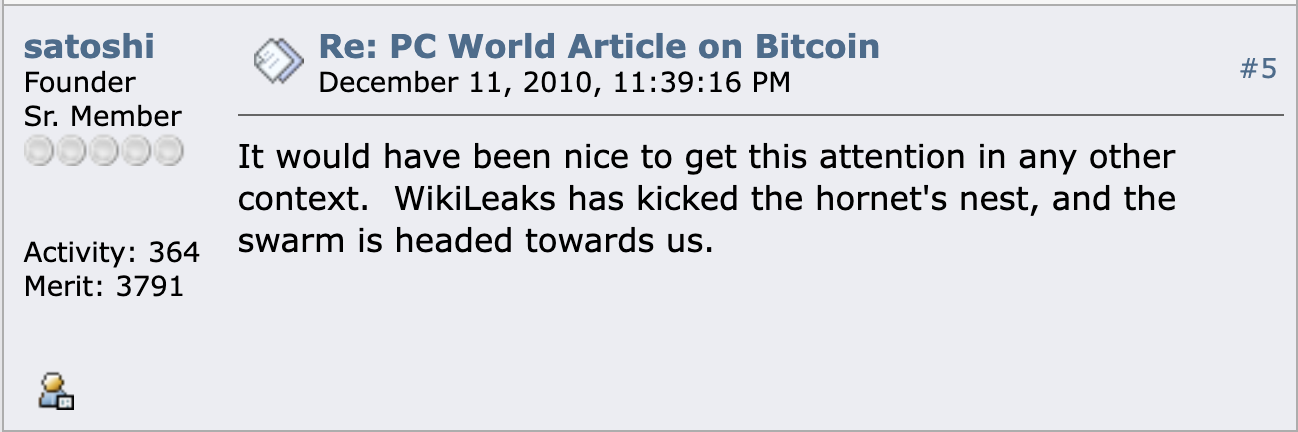 satoshi
Founder
Sr. Member
Activity: 364
Merit: 3791
Re: PC World Article on Bitcoin
December 11, 2010, 11:39:16 PM
#5
It would have been nice to get this attention in any other
context.  WikiLeaks has kicked the hornet's nest, and the
swarm is headed towards us.